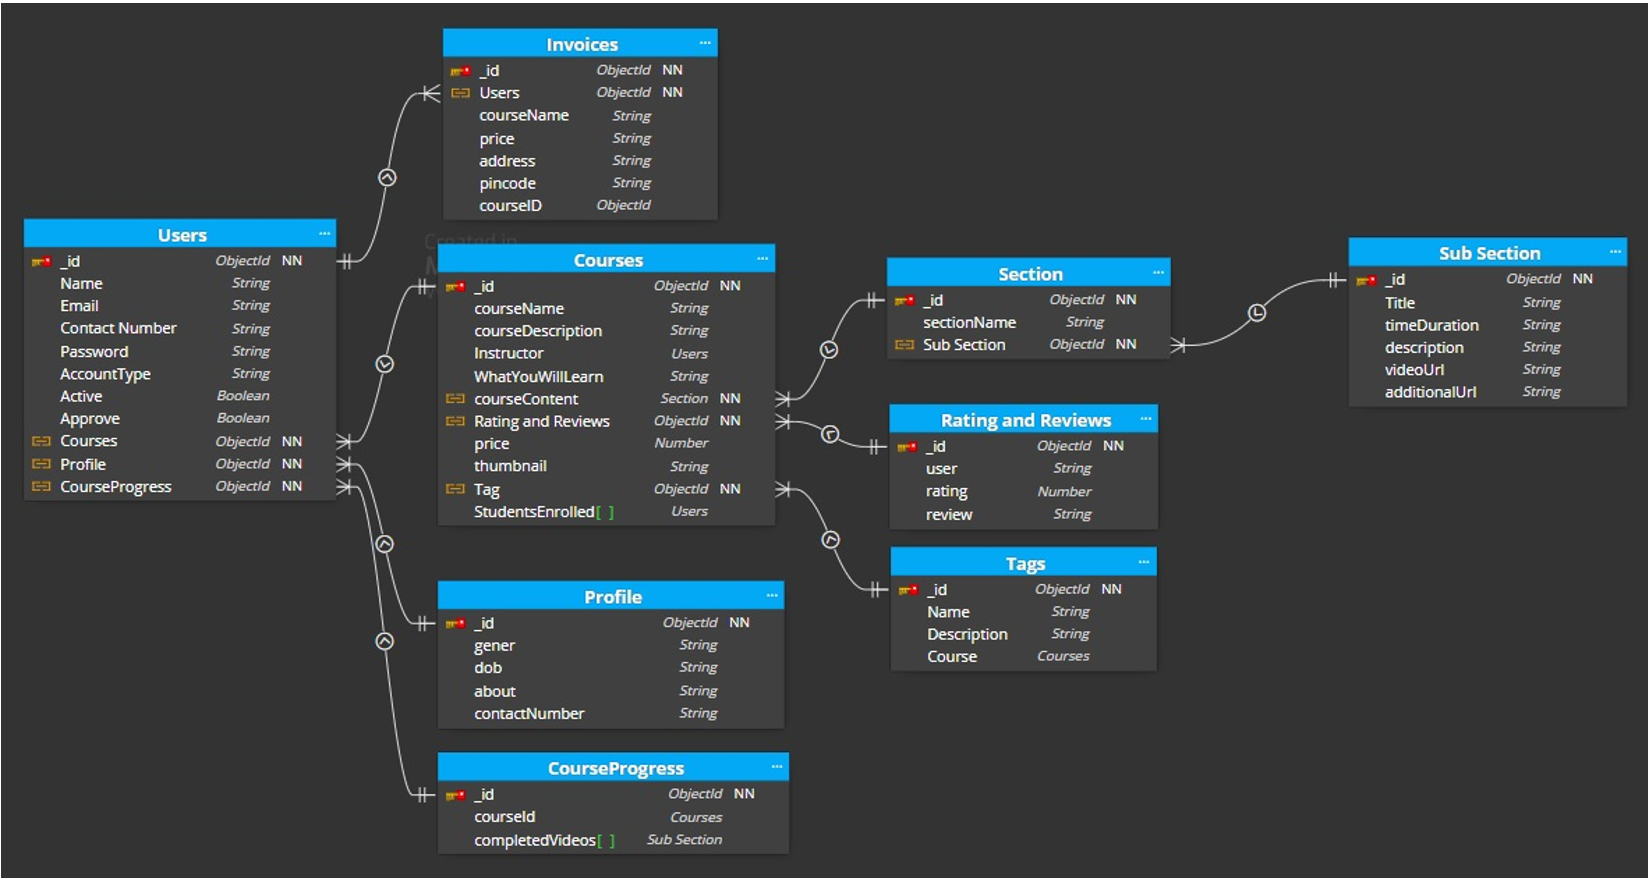 Invoices ...
_id ObjectId NN
Users ObjectId NN
courseName String
price String
address String
pincode String
courseID ObjectId
Users ...
_id ObjectId NN
Name String
Email String
Contact Number String
Password String
AccountType String
Active Boolean
Approve Boolean
Courses ObjectId NN
Profile ObjectId NN
CourseProgress ObjectId NN
Created in
Courses ...
_id ObjectId NN
courseName String
courseDescription String
Instructor Users
WhatYouWillLearn String
courseContent Section NN
Rating and Reviews ObjectId NN
price Number
thumbnail String
Tag ObjectId NN
StudentsEnrolled[ ] Users
Section ...
_id ObjectId NN
sectionName String
Sub Section ObjectId NN
Sub Section ...
_id ObjectId NN
Title String
timeDuration String
description String
videoUrl String
additionalUrl String
Rating and Reviews ...
_id ObjectId NN
user String
rating Number
review String
Tags ...
_id ObjectId NN
Name String
Description String
Course Courses
Profile ...
_id ObjectId NN
gener String
dob String
about String
contactNumber String
CourseProgress ...
_id ObjectId NN
courseId Courses
completedVideos[ ] Sub Section